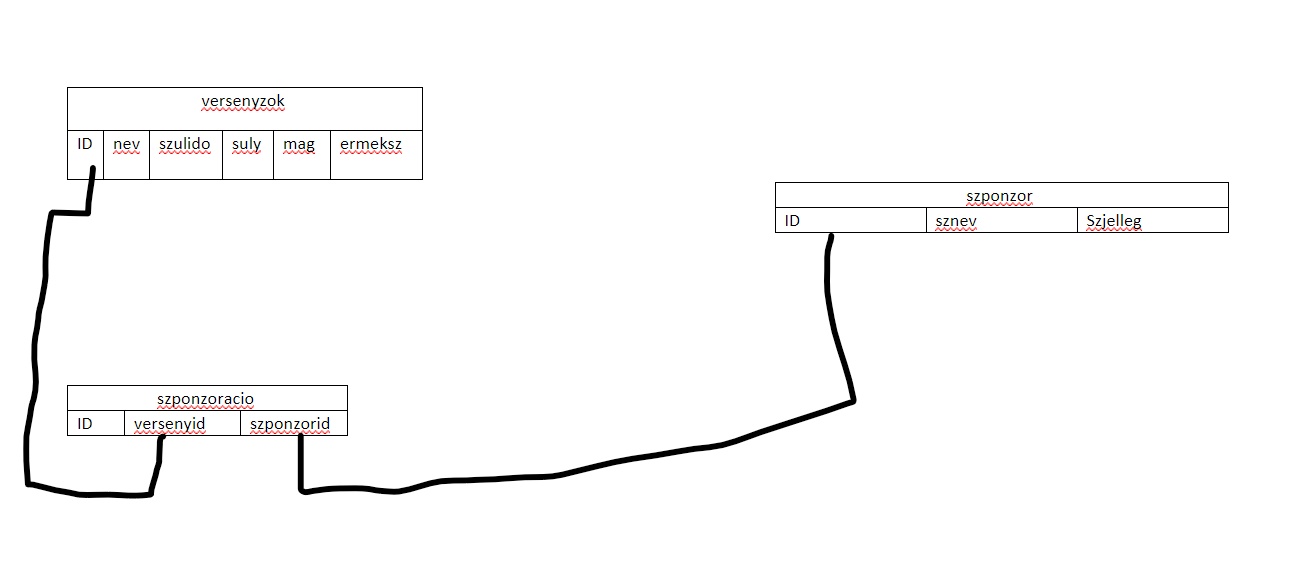 versenyzok
ID nev szulido suly mag ermeksz
szponzor
ID sznev Szjelleg
szponzoracio
ID versenyid szponzorid